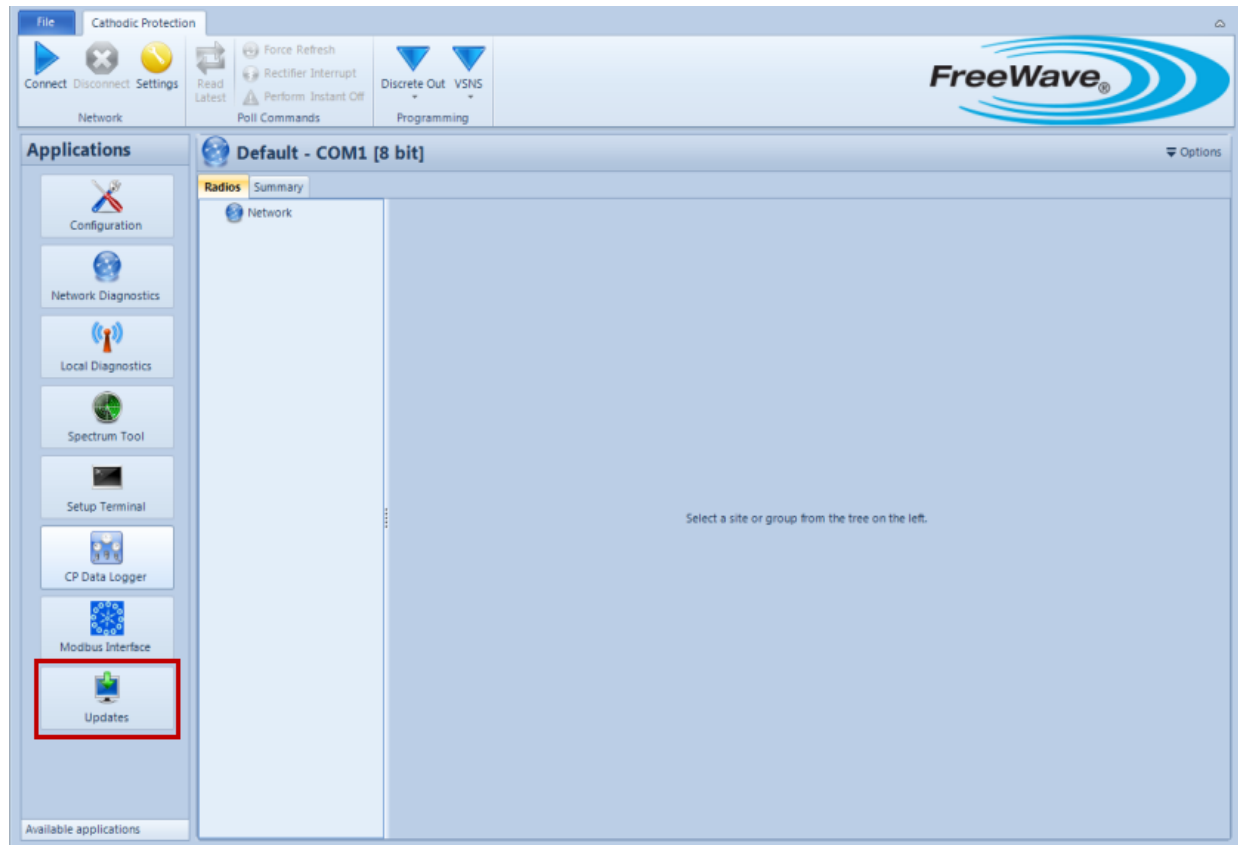 File
Cathodic Protection
Connect Disconnect Settings
Network
Read
Latest
Force Refresh
Rectifier Interrupt
Perform Instant Off
Poll Commands
Discrete Out VSNS
Programming
FreeWave®
Applications
Configuration
Network Diagnostics
Local Diagnostics
Spectrum Tool
Setup Terminal
CP Data Logger
Modbus Interface
Updates
Available applications
Default - COM1 [8 bit]
Options
Radios Summary
Network
Select a site or group from the tree on the left.